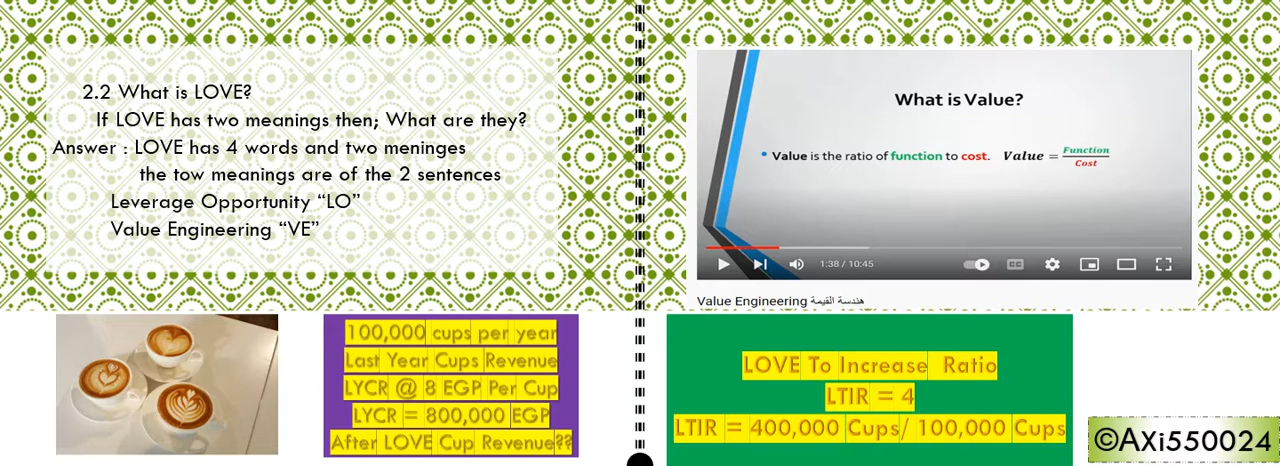 2.2 What is LOVE?
If LOVE has two meanings then; What are they?
Answer : LOVE has 4 words and two meninges
the tow meanings are of the 2 sentences
Leverage Opportunity “LO”
Value Engineering “VE”
What is Value?
• Value is the ratio of function to cost. Value = Function / Cost
1:38 / 10:45
CC
Value Engineering هندسة القيمة
100,000 cups per year
Last Year Cups Revenue
LYCR @ 8 EGP Per Cup
LYCR = 800,000 EGP
After LOVE Cup Revenue??
LOVE To Increase Ratio
LTIR = 4
LTIR = 400,000 Cups/ 100,000 Cups
©AXi550024